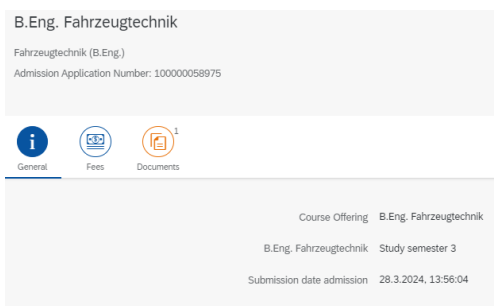 B.Eng. Fahrzeugtechnik
Fahrzeugtechnik (B.Eng.)
Admission Application Number: 100000058975
General
Fees
1
Documents
Course Offering B.Eng. Fahrzeugtechnik
B.Eng. Fahrzeugtechnik Study semester 3
Submission date admission 28.3.2024, 13:56:04